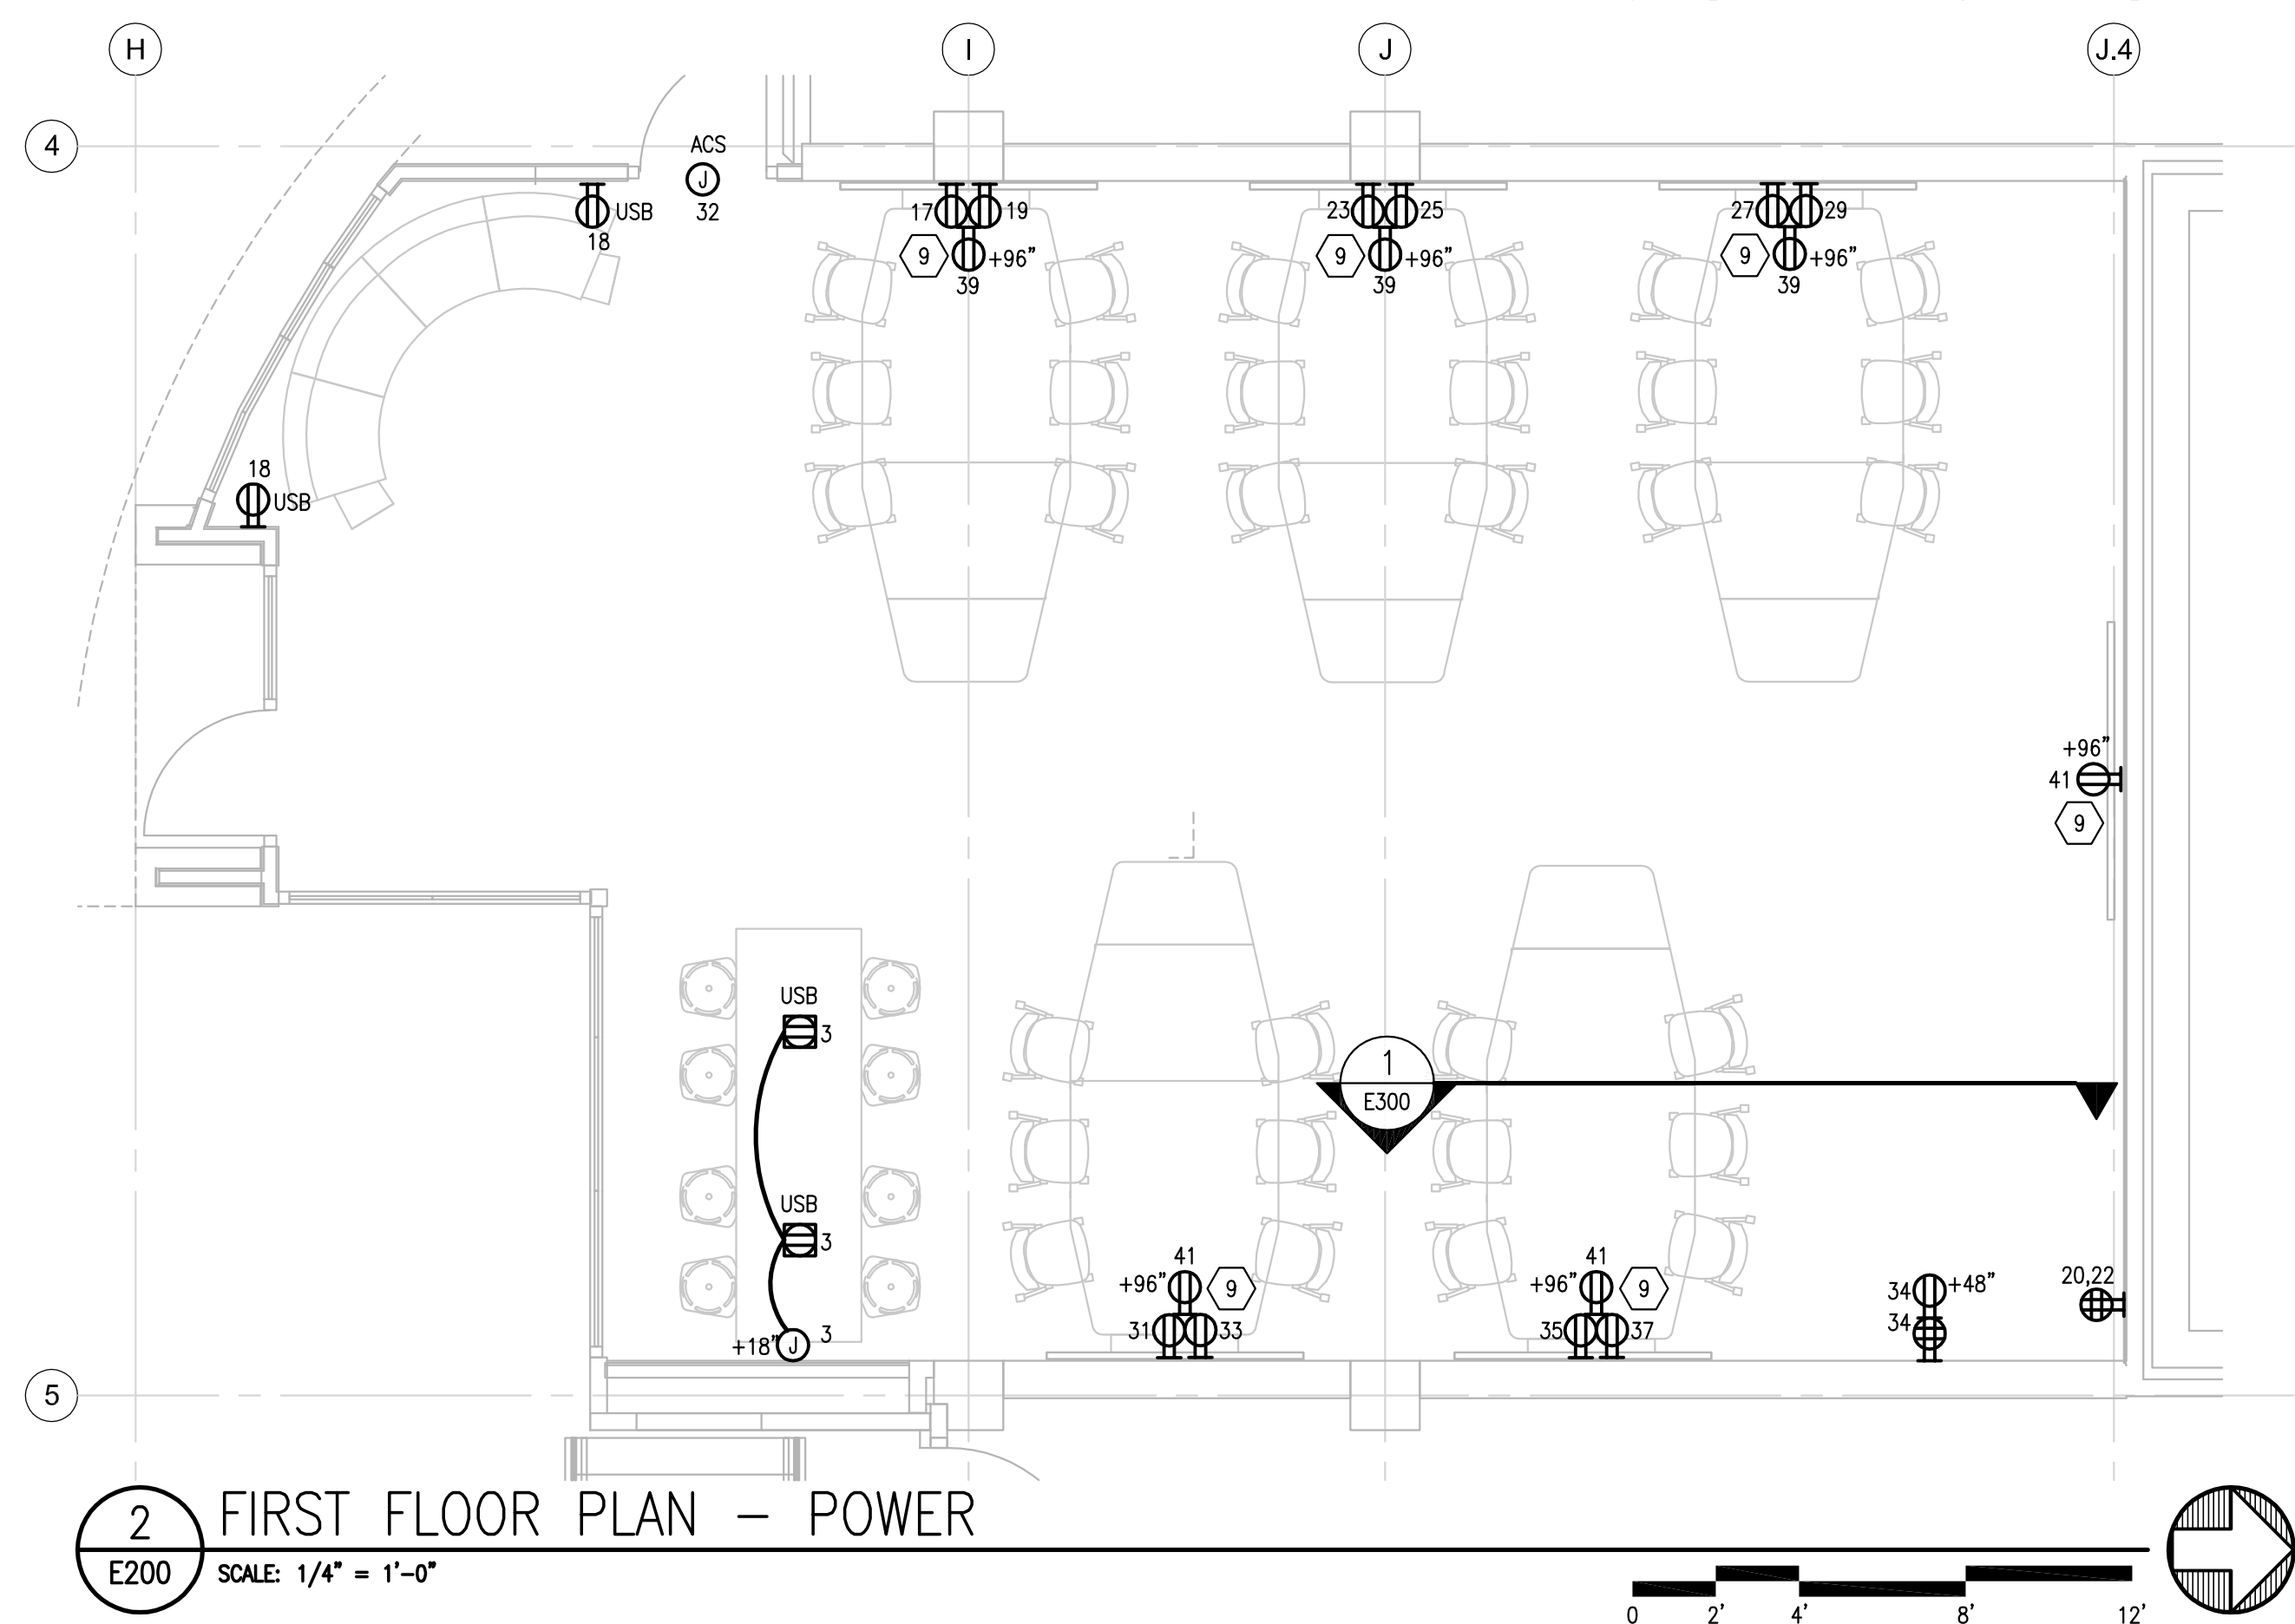 H
I
J
J.4
4
ACS
J
32
USB
18
17
19
9
+96"
39
23
25
9
+96"
39
27
29
9
+96"
39
18
USB
+96"
41
9
USB
3
1
E300
USB
3
+18"
J
3
41
+96"
9
31
33
41
+96"
9
35
37
34
+48"
34
20,22
5
2
E200
FIRST FLOOR PLAN - POWER
SCALE: 1/4" = 1'-0"
0 2' 4' 8' 12'